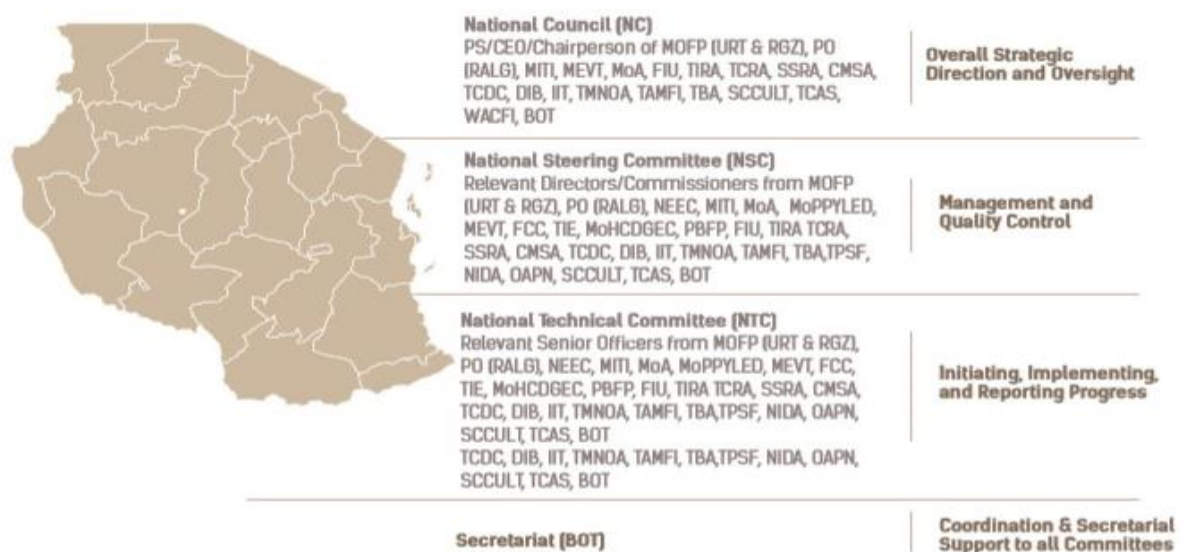 National Council (NC)
PS/CEO/Chairperson of MOFP (URT & RGZ), PO
(RALG), MITI, MEVT, MoA, FIU, TIRA, TCRA, SSRA, CMSA,
TCDC, DIB, IIT, TMNOA, TAMFI, TBA, SCCULT, TCAS,
WACFI, BOT
Overall Strategic
Direction and Oversight
National Steering Committee (NSC)
Relevant Directors/Commissioners from MOFP
(URT & RGZ), PO (RALG), NEEC, MITI, MoA, MoPPYLED,
MEVT, FCC, TIE, MoHCDGEC, PBFP, FIU, TIRA TCRA,
SSRA, CMSA, TCDC, DIB, IIT, TMNOA, TAMFI, TBA,TPSF,
NIDA, OAPN, SCCULT, TCAS, BOT
Management and
Quality Control
National Technical Committee (NTC)
Relevant Senior Officers from MOFP (URT & RGZ),
PO (RALG), NEEC, MITI, MoA, MoPPYLED, MEVT, FCC,
TIE, MoHCDGEC, PBFP, FIU, TIRA TCRA, SSRA, CMSA,
TCDC, DIB, IIT, TMNOA, TAMFI, TBA,TPSF, NIDA, OAPN,
SCCULT, TCAS, BOT
TCDC, DIB, IIT, TMNOA, TAMFI, TBA,TPSF, NIDA, OAPN,
SCCULT, TCAS, BOT
Initiating, Implementing,
and Reporting Progress
Secretariat (BOT)
Coordination & Secretarial
Support to all Committees